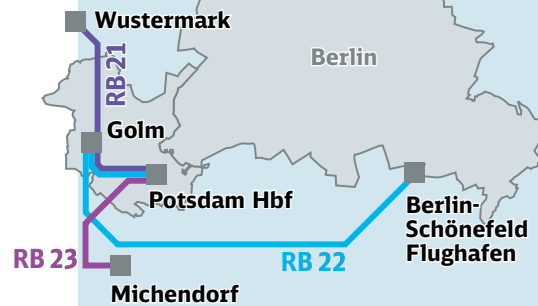 Wustermark
RB 21
Berlin
Golm
Potsdam Hbf
Berlin-
Schönefeld
Flughafen
RB 23
RB 22
Michendorf